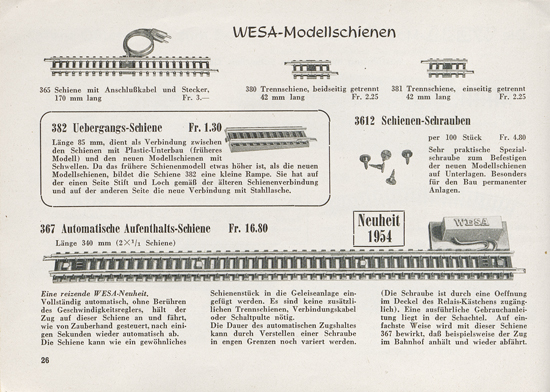 WESA-Modellschienen
365 Schiene mit Anschlußkabel und Stecker,
170 mm lang Fr. 3.—
380 Trennschiene, beidseitig getrennt
42 mm lang Fr. 2.25
381 Trennschiene, einseitig getrennt
42 mm lang Fr. 2.25
382 Uebergangs-Schiene Fr. 1.30
Länge 85 mm, dient als Verbindung zwischen
den Schienen mit Plastic-Unterbau (früheres
Modell) und den neuen Modellschienen mit
Schwellen. Da das frühere Schienenmodell etwas höher ist, als die neuen
Modellschienen, bildet die Schiene 382 eine kleine Rampe. Sie hat auf
der einen Seite Stift und Loch gemäß der ältern Schienenverbindung
und auf der andern Seite die neue Verbindung mit Stahllasche.
3612 Schienen-Schrauben
per 100 Stück Fr. 4.80
Sehr praktische Spezial-
schraube zum Befestigen
der neuen Modellschienen
auf Unterlagen. Besonders
für den Bau permanenter
Anlagen.
367 Automatische Aufenthalts-Schiene Fr. 16.80
Länge 340 mm (2×1/1 Schiene)
Neuheit
1954
WESA
Eine reizende WESA-Neuheit.
Vollständig automatisch, ohne Berühren
des Geschwindigkeitsreglers, hält der
Zug auf dieser Schiene an und fährt,
wie von Zauberhand gesteuert, nach eini-
gen Sekunden wieder automatisch ab.
Die Schiene kann wie ein gewöhnliches
Schienenstück in die Geleiseanlage ein-
gefügt werden. Es sind keine zusätzli-
chen Trennschienen, Verbindungskabel
oder Schaltpulte nötig.
Die Dauer des automatischen Zugshaltes
kann durch Verstellen einer Schraube
in engen Grenzen noch variert werden.
(Die Schraube ist durch eine Oeffnung
im Deckel des Relais-Kästchens zugäng-
lich). Eine ausführliche Gebrauchanlei-
tung liegt in der Schachtel. Auf ein-
fachste Weise wird mit dieser Schiene
367 bewirkt, daß beispielsweise der Zug
im Bahnhof anhält und wieder abfährt.
26